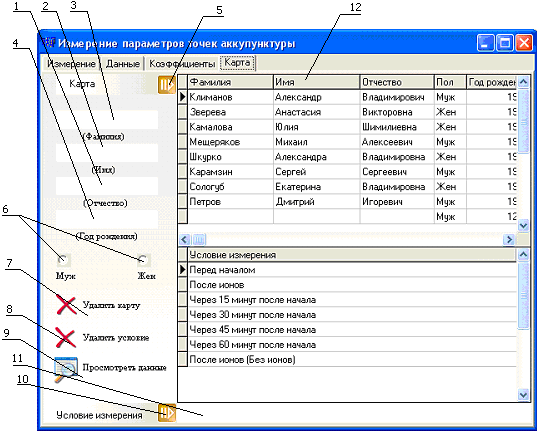 1
2
3
4
5
12
Измерение параметров точек аккупунктуры
Измерение Данные Коэффициенты Карта
Карта
(Фамилия)
(Имя)
(Отчество)
(Год рождения)
6
Муж Жен
7
Удалить карту
8
Удалить условие
9
Просмотреть данные
11
10
Условие измерения
Фамилия Имя Отчество Пол Год рожден
Климанов Александр Владимирович Муж 19
Зверева Анастасия Викторовна Жен 19
Камалова Юлия Шимилиевна Жен 19
Мещеряков Михаил Алексеевич Муж 19
Шкурко Александра Владимировна Жен 19
Карамзин Сергей Сергеевич Муж 19
Сологуб Екатерина Владимировна Жен 19
Петров Дмитрий Игоревич Муж 19
Муж 12
Условие измерения
Перед началом
После ионов
Через 15 минут после начала
Через 30 минут после начала
Через 45 минут после начала
Через 60 минут после начала
После ионов (Без ионов)